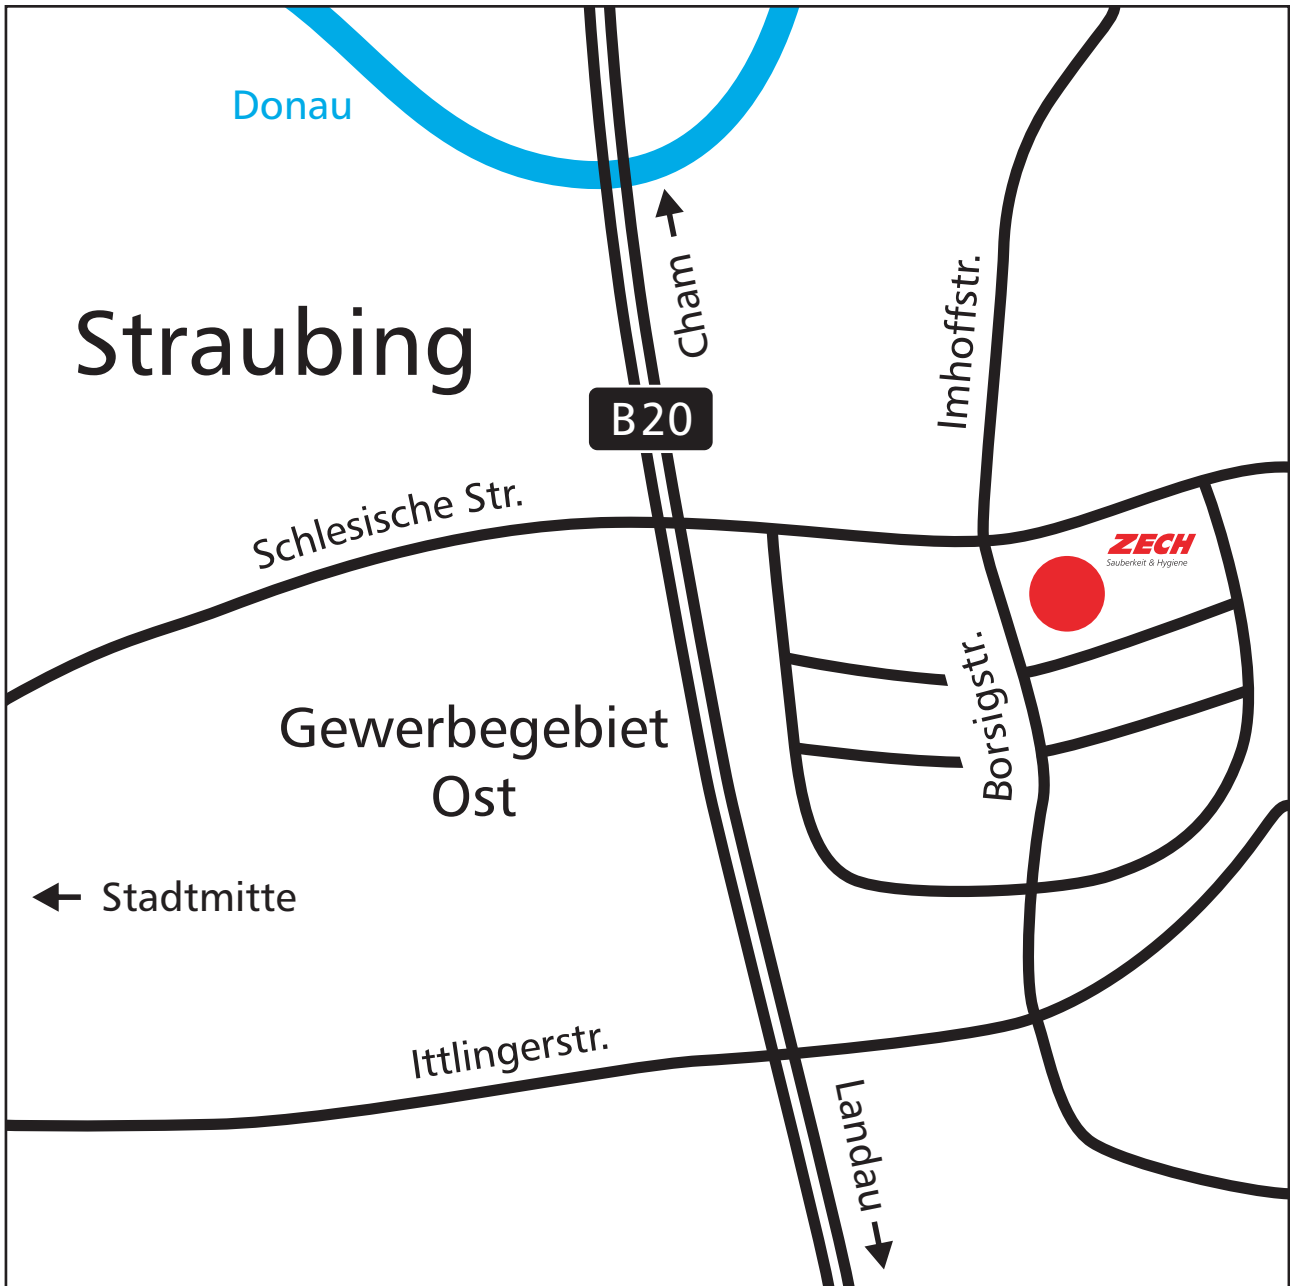 Donau
Cham
Imhoffstr.
Straubing
B20
Schlesische Str.
ZECH
Sauberkeit & Hygiene
Borsigstr.
Gewerbegebiet
Ost
Stadtmitte
Ittlingerstr.
Landau